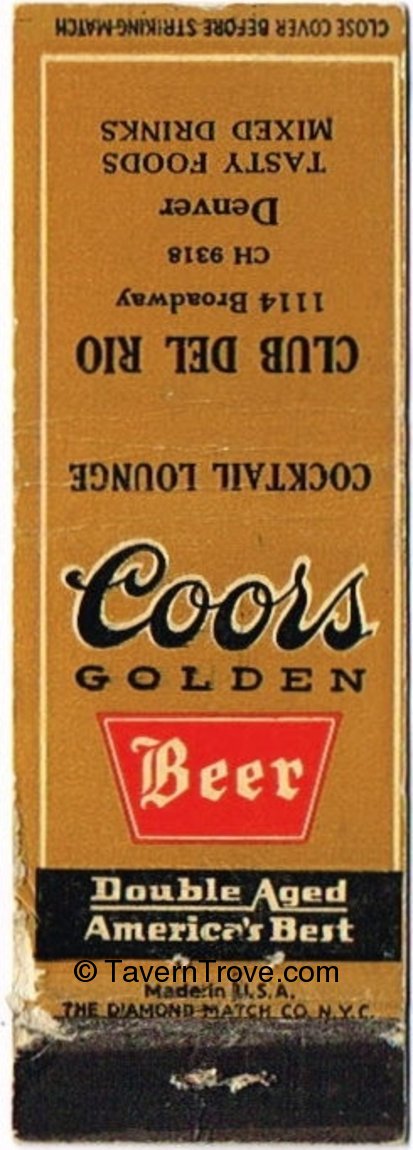 CLOSE COVER BEFORE STRIKING MATCH
COCKTAIL LOUNGE
CLUB DEL RIO
1114 Broadway
CH 9318
Denver
TASTY FOODS
MIXED DRINKS
Coors
GOLDEN
Beer
Double Aged
America's Best
© TavernTrove.com
Made in U.S.A.
THE DIAMOND MATCH CO. N.Y.C.